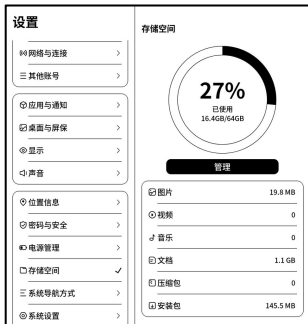 设置
网络与连接
其他账号
应用与通知
桌面与屏保
显示
声音
位置信息
密码与安全
电源管理
存储空间
系统导航方式
系统设置
存储空间
27%
已使用
16.4GB/64GB
管理
图片 19.8 MB
视频 0
音乐 0
文档 1.1 GB
压缩包 0
安装包 145.5 MB